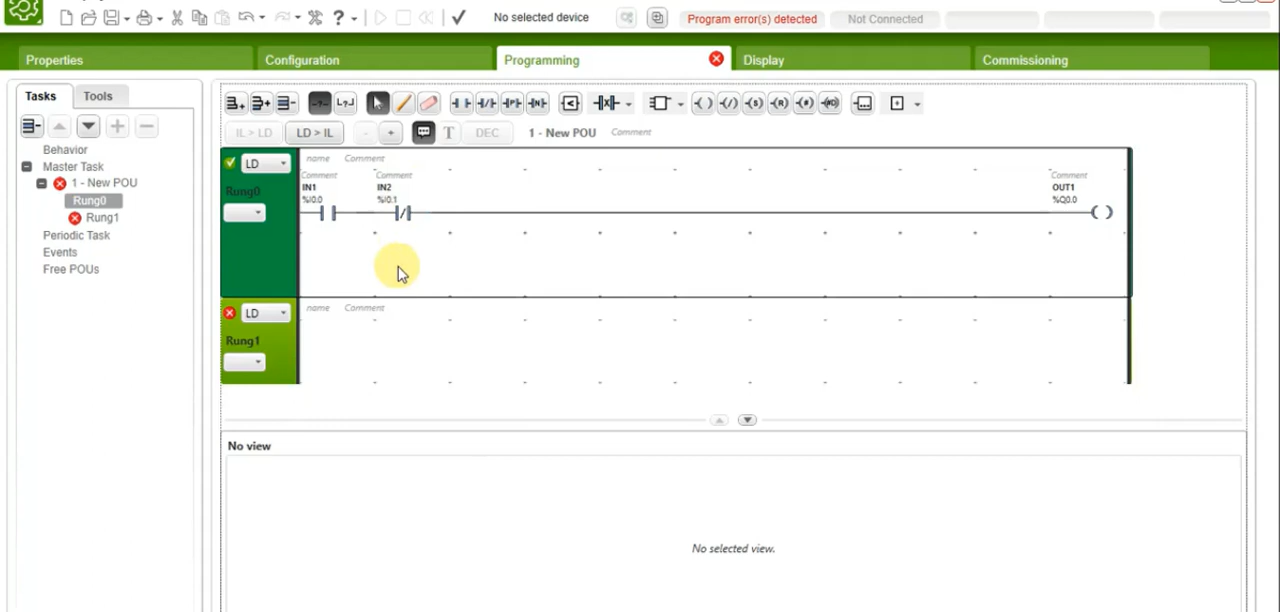 No selected device
Program error(s) detected
Not Connected
Properties
Configuration
Programming
Display
Commissioning
Tasks
Tools
IL > LD
LD > IL
-
+
T
DEC
1 - New POU
Comment
Behavior
Master Task
1 - New POU
Rung0
Rung1
Periodic Task
Events
Free POUs
LD
name
Comment
Rung0
Comment
IN1
%I0.0
Comment
IN2
%I0.1
Comment
OUT1
%Q0.0
LD
name
Comment
Rung1
No view
No selected view.